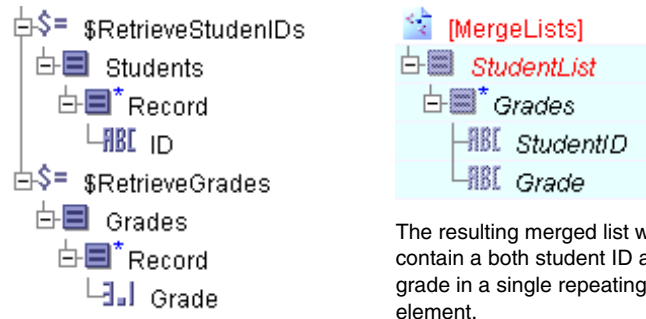 $RetrieveStudenIDs
Students
Record
ID
$RetrieveGrades
Grades
Record
Grade
[MergeLists]
StudentList
Grades
StudentID
Grade
The resulting merged list
contain a both student ID
grade in a single repeating
element.